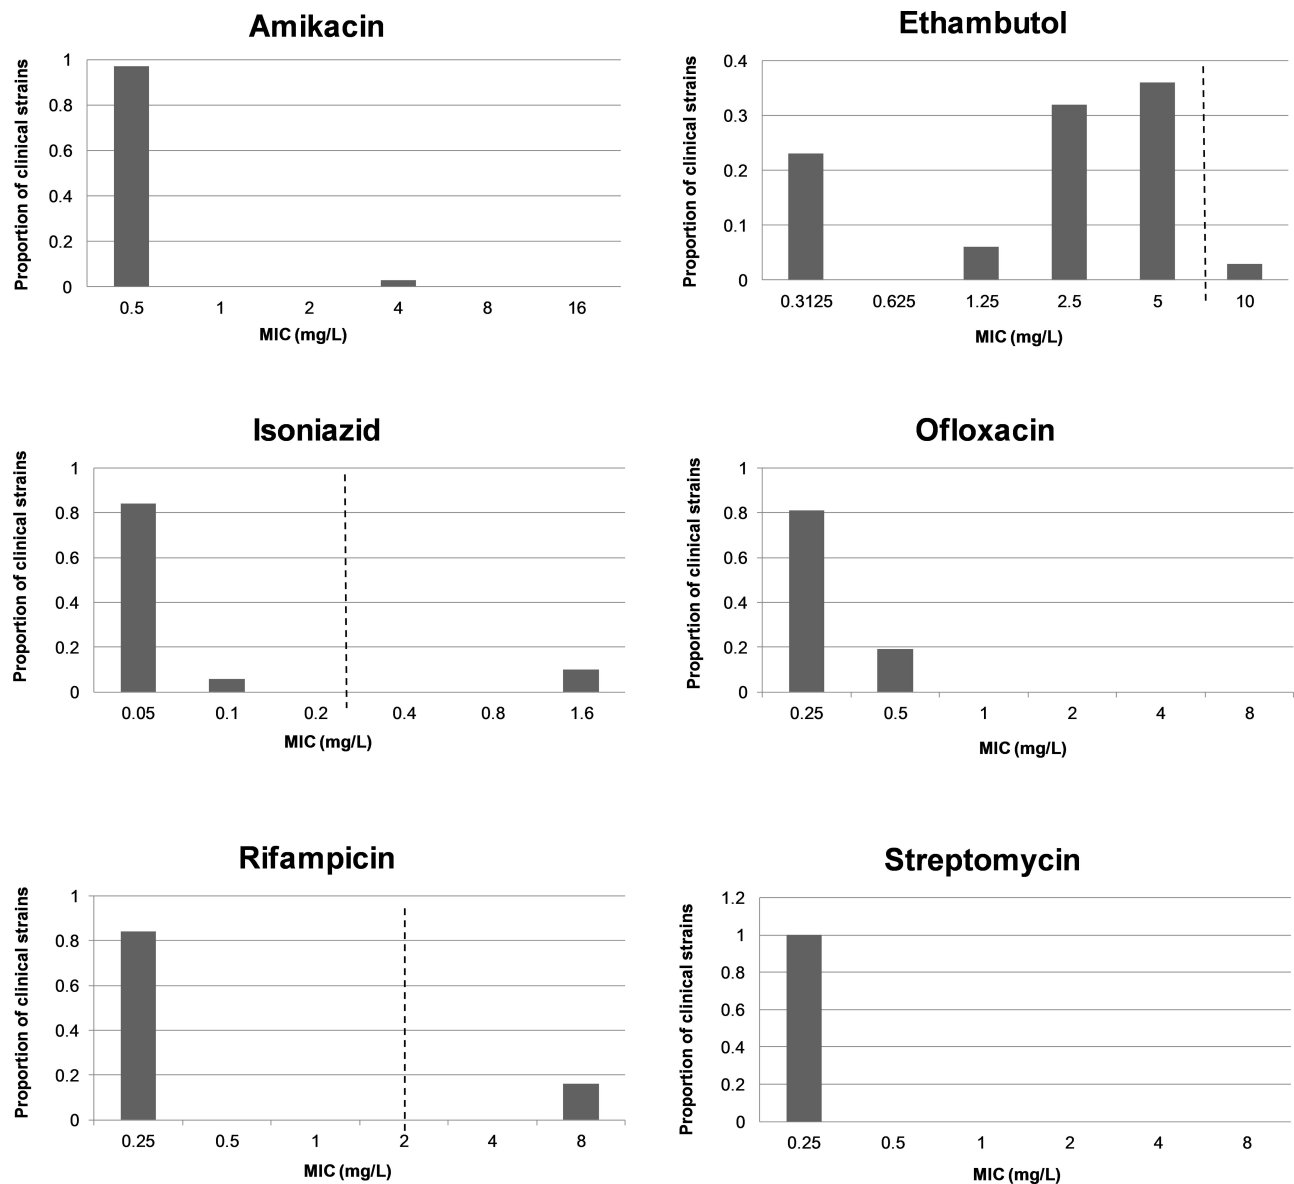 Amikacin
Proportion of clinical strains
1
0.8
0.6
0.4
0.2
0
0.5 1 2 4 8 16
MIC (mg/L)
Ethambutol
Proportion of clinical strains
0.4
0.3
0.2
0.1
0
0.3125 0.625 1.25 2.5 5 10
MIC (mg/L)
Isoniazid
Proportion of clinical strains
1
0.8
0.6
0.4
0.2
0
0.05 0.1 0.2 0.4 0.8 1.6
MIC (mg/L)
Ofloxacin
Proportion of clinical strains
1
0.8
0.6
0.4
0.2
0
0.25 0.5 1 2 4 8
MIC (mg/L)
Rifampicin
Proportion of clinical strains
1
0.8
0.6
0.4
0.2
0
0.25 0.5 1 2 4 8
MIC (mg/L)
Streptomycin
Proportion of clinical strains
1.2
1
0.8
0.6
0.4
0.2
0
0.25 0.5 1 2 4 8
MIC (mg/L)